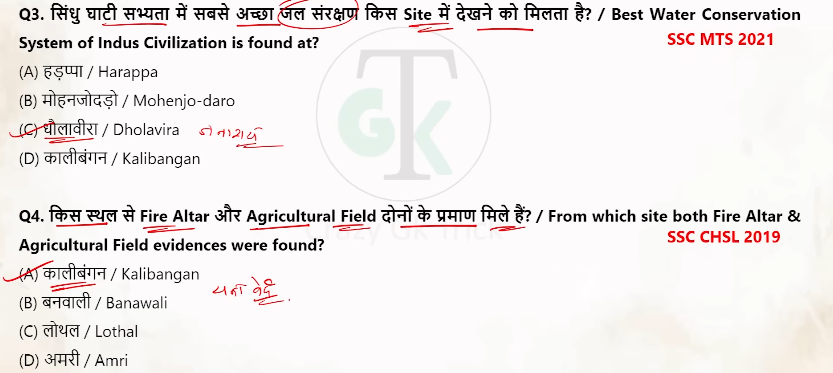 Q3. सिंधु घाटी सभ्यता में सबसे अच्छा जल संरक्षण किस Site में देखने को मिलता है? / Best Water Conservation
System of Indus Civilization is found at?
SSC MTS 2021
(A) हड़प्पा / Harappa
(B) मोहनजोदड़ो / Mohenjo-daro
(C) धौलावीरा / Dholavira
(D) कालीबंगन / Kalibangan
TGK
Q4. किस स्थल से Fire Altar और Agricultural Field दोनों के प्रमाण मिले हैं? / From which site both Fire Altar &
Agricultural Field evidences were found?
SSC CHSL 2019
(A) कालीबंगन / Kalibangan
(B) बनवाली / Banawali
(C) लोथल / Lothal
(D) अमरी / Amri